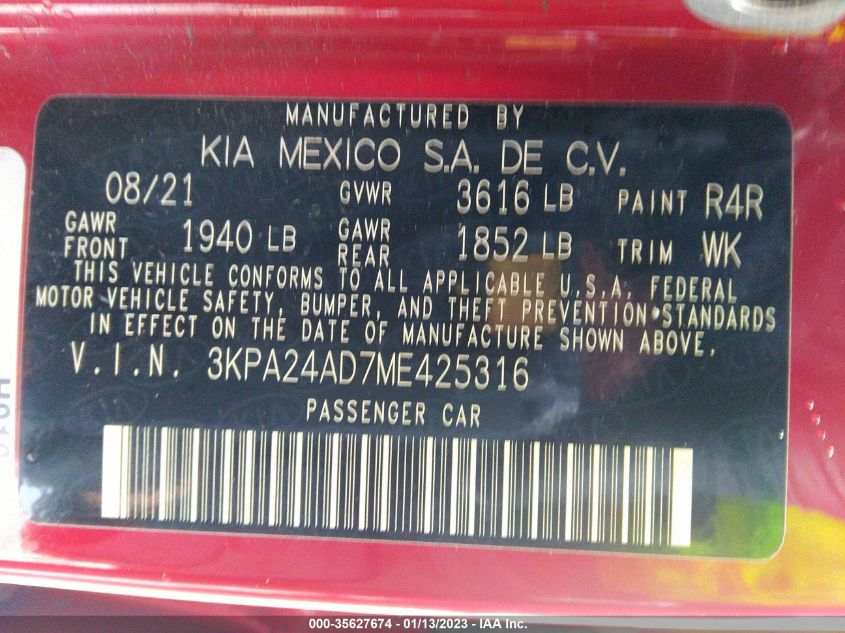 MANUFACTURED BY
KIA MEXICO S.A. DE C.V.
08/21 GVWR 3616 LB PAINT R4R
GAWR FRONT 1940 LB GAWR REAR 1852 LB TRIM WK
THIS VEHICLE CONFORMS TO ALL APPLICABLE U.S.A. FEDERAL
MOTOR VEHICLE SAFETY, BUMPER, AND THEFT PREVENTION STANDARDS
IN EFFECT ON THE DATE OF MANUFACTURE SHOWN ABOVE.
V.I.N. 3KPA24AD7ME425316
PASSENGER CAR
000-35627674 - 01/13/2023 - IAA Inc.